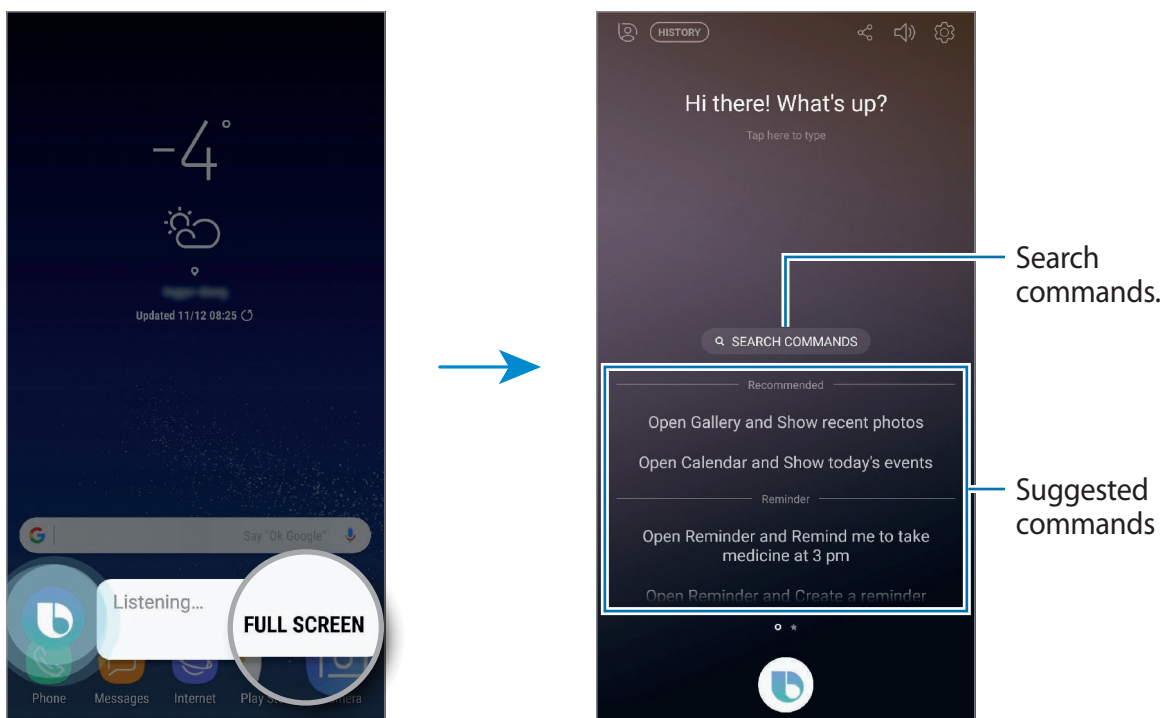 -4°
Updated 11/12 08:25
G
Say "Ok Google"
Listening...
FULL SCREEN
Phone
Messages
Internet
Play
HISTORY
Hi there! What's up?
Tap here to type
SEARCH COMMANDS
Recommended
Open Gallery and Show recent photos
Open Calendar and Show today's events
Reminder
Open Reminder and Remind me to take
medicine at 3 pm
Open Reminder and Create a reminder
Search
commands.
Suggested
commands